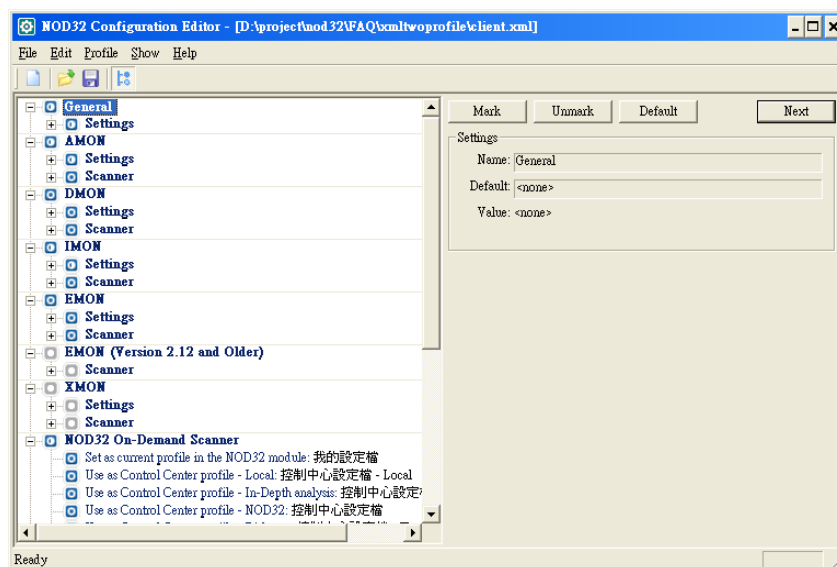 NOD32 Configuration Editor - [D:\project\nod32\FAQ\xmltwoprofile\client.xml]
File Edit Profile Show Help
General
Settings
AMON
Settings
Scanner
DMON
Settings
Scanner
IMON
Settings
Scanner
EMON
Settings
Scanner
EMON (Version 2.12 and Older)
Scanner
XMON
Settings
Scanner
NOD32 On-Demand Scanner
Set as current profile in the NOD32 module: 我的設定檔
Use as Control Center profile - Local: 控制中心設定檔 - Local
Use as Control Center profile - In-Depth analysis: 控制中心設定
Use as Control Center profile - NOD32: 控制中心設定檔
Mark Unmark Default Next
Settings
Name: General
Default: <none>
Value: <none>
Ready